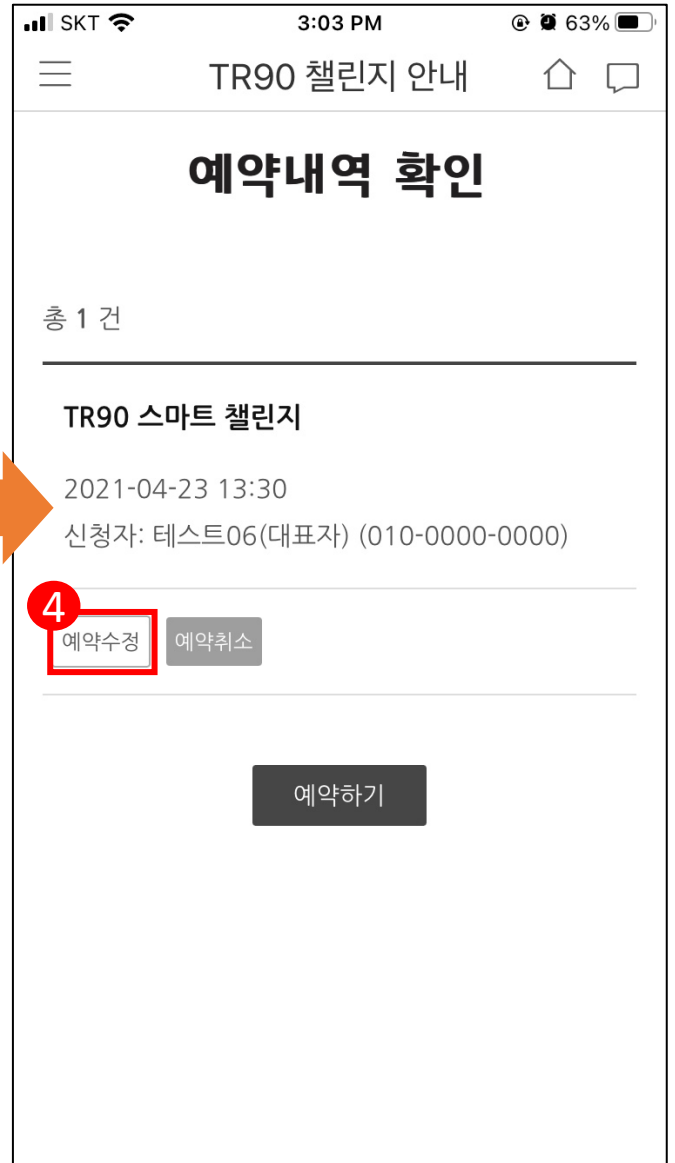 SKT 3:03 PM 63%
TR90 챌린지 안내
예약내역 확인
총 1 건
TR90 스마트 챌린지
2021-04-23 13:30
신청자: 테스트06(대표자) (010-0000-0000)
4
예약수정 예약취소
예약하기